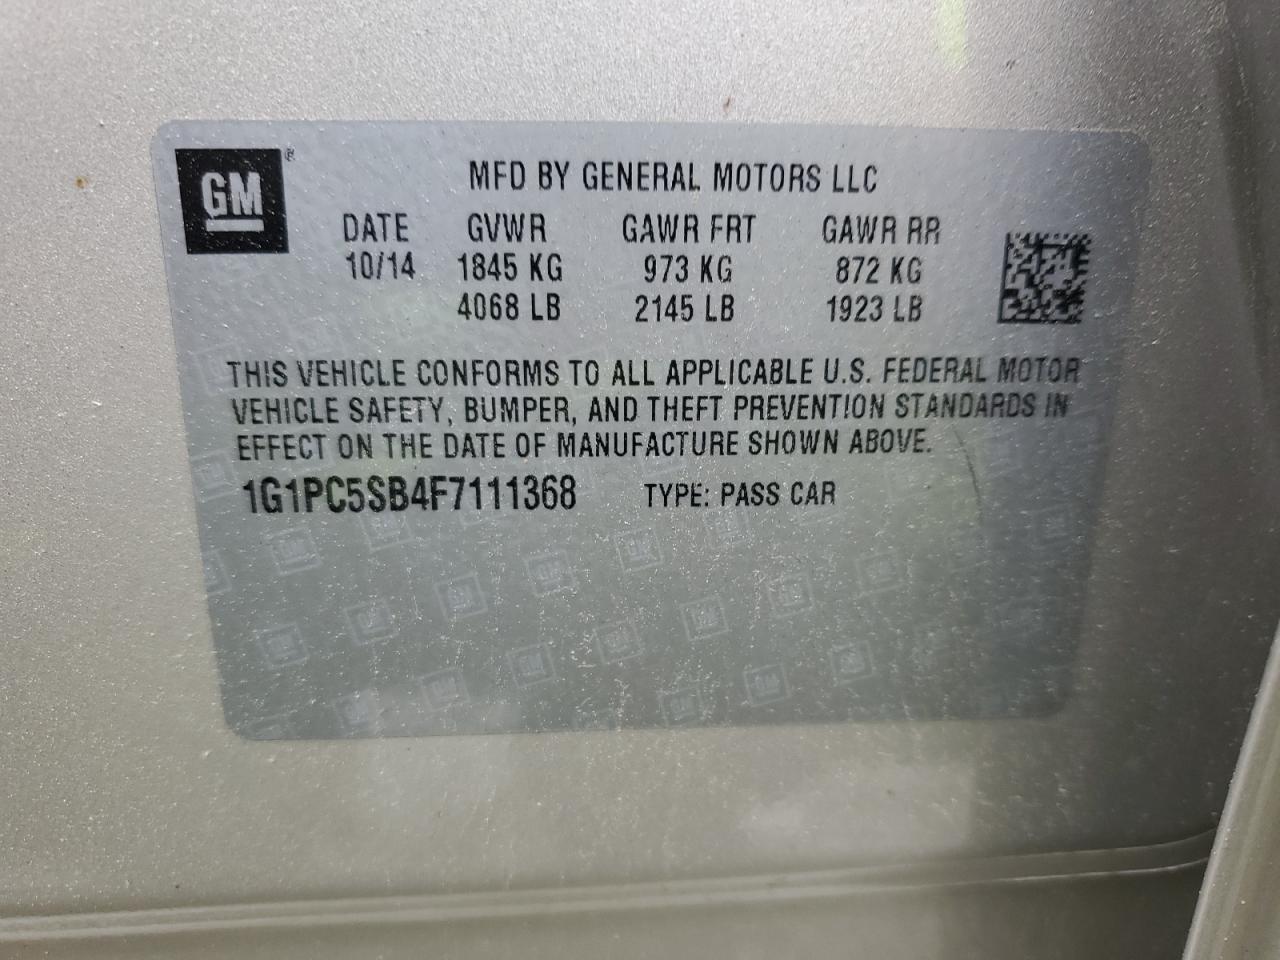 GM ®
MFD BY GENERAL MOTORS LLC
DATE GVWR GAWR FRT GAWR RR
10/14 1845 KG 973 KG 872 KG
4068 LB 2145 LB 1923 LB
THIS VEHICLE CONFORMS TO ALL APPLICABLE U.S. FEDERAL MOTOR
VEHICLE SAFETY, BUMPER, AND THEFT PREVENTION STANDARDS IN
EFFECT ON THE DATE OF MANUFACTURE SHOWN ABOVE.
1G1PC5SB4F7111368 TYPE: PASS CAR